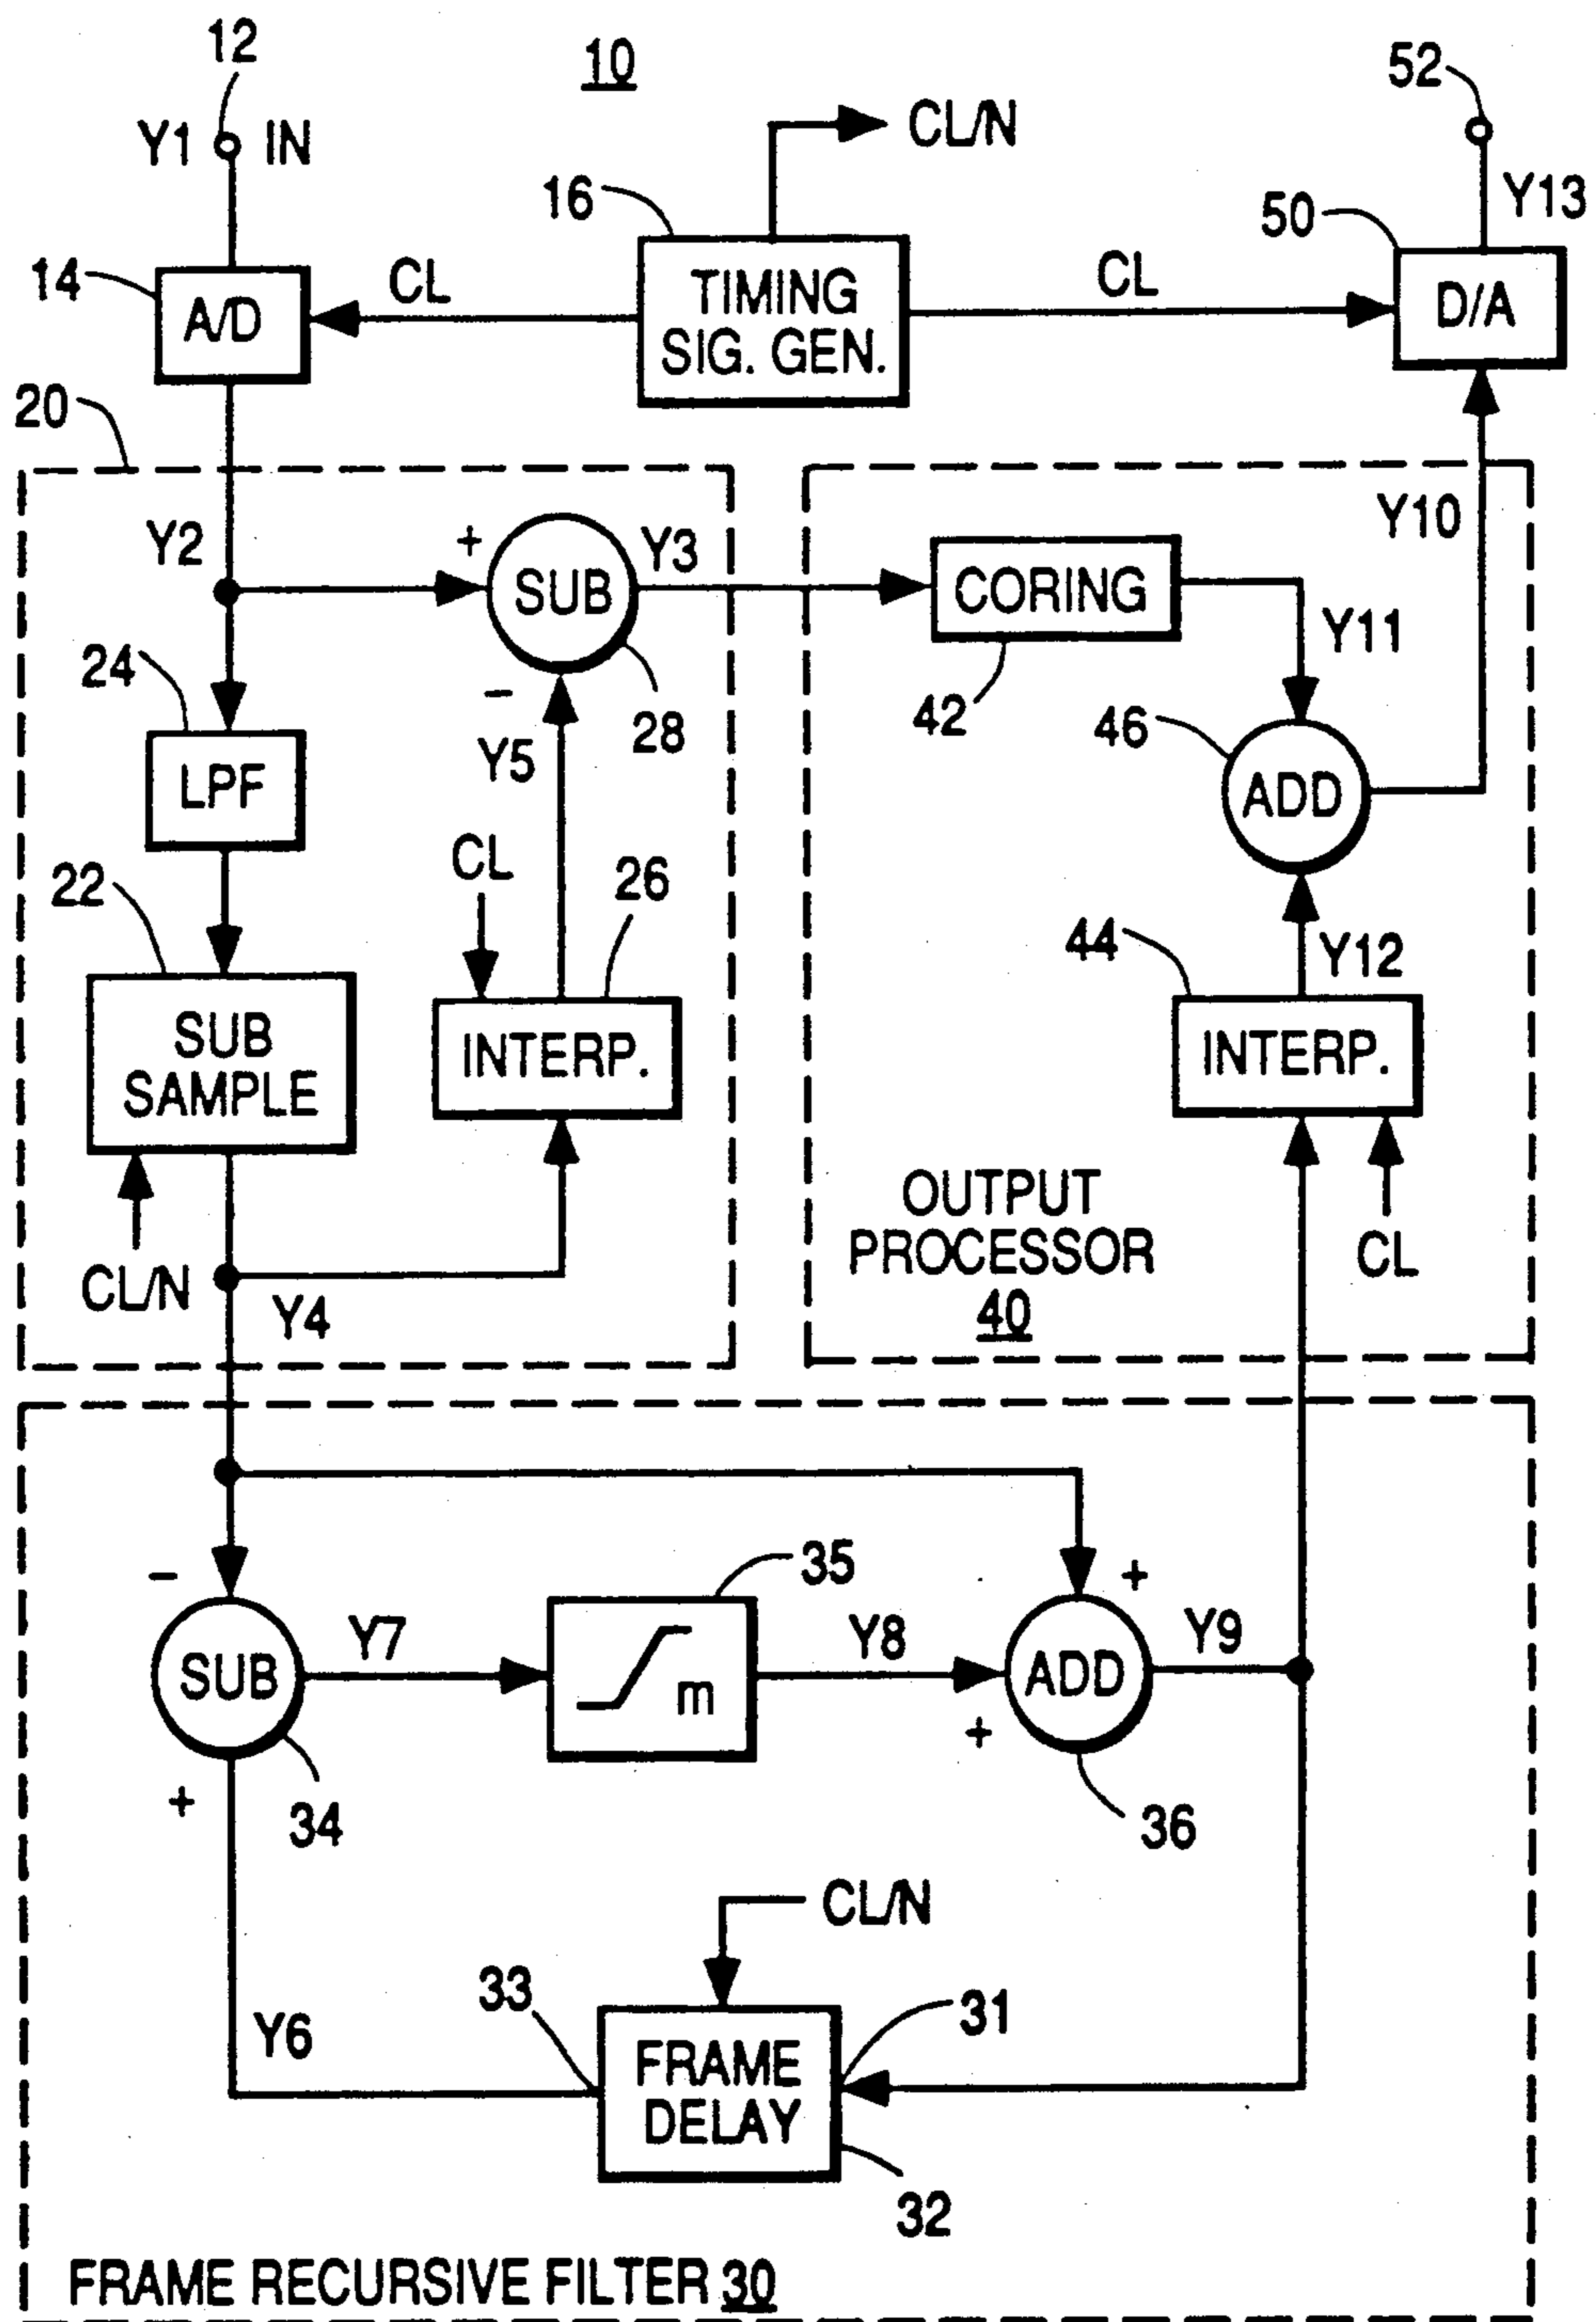 12
10
52
Y1
IN
CL/N
16
Y13
50
14
CL
CL
A/D
TIMING
SIG. GEN.
D/A
20
Y2
+
SUB
Y3
Y10
CORING
Y11
24
-
28
42
46
Y5
LPF
ADD
CL
22
26
44
Y12
SUB
SAMPLE
INTERP.
INTERP.
OUTPUT
PROCESSOR
40
CL/N
CL
Y4
35
-
+
SUB
Y7
m
Y8
ADD
Y9
+
+
34
36
CL/N
33
31
Y6
FRAME
DELAY
32
FRAME RECURSIVE FILTER 30